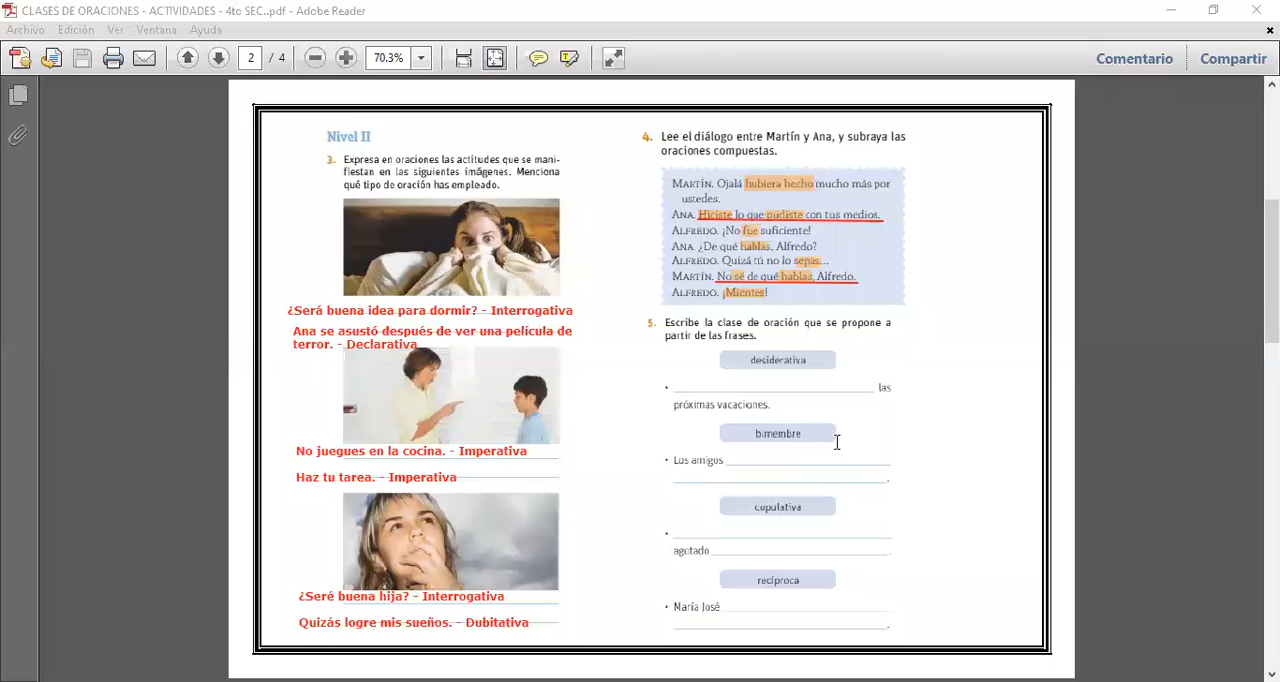 CLASES DE ORACIONES - ACTIVIDADES - 4to SEC..pdf - Adobe Reader
Archivo Edición Ver Ventana Ayuda
2 / 4 70.3% Comentario Compartir
Nivel II
3. Expresa en oraciones las actitudes que se mani-
fiestan en las siguientes imágenes. Menciona
qué tipo de oración has empleado.
¿Será buena idea para dormir? - Interrogativa
Ana se asustó después de ver una película de
terror. - Declarativa
No juegues en la cocina. - Imperativa
Haz tu tarea. - Imperativa
¿Seré buena hija? - Interrogativa
Quizás logre mis sueños. - Dubitativa
4. Lee el diálogo entre Martín y Ana, y subraya las
oraciones compuestas.
MARTÍN. Ojalá hubiera hecho mucho más por
ustedes.
ANA. Hiciste lo que pudiste con tus medios.
ALFREDO. ¡No fue suficiente!
ANA. ¿De qué hablas, Alfredo?
ALFREDO. Quizá tú no lo sepas...
MARTÍN. No sé de qué hablas, Alfredo.
ALFREDO. ¡Mientes!
5. Escribe la clase de oración que se propone a
partir de las frases.
desiderativa
• las
próximas vacaciones.
bimembre
• Los amigos
.
copulativa
•
agotado .
recíproca
• María José
.